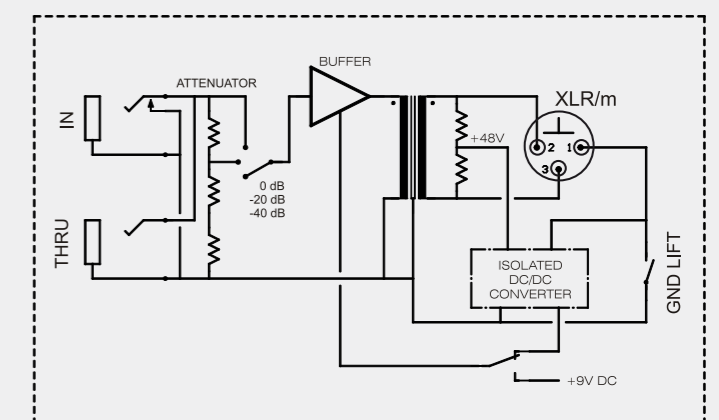 BUFFER
ATTENUATOR
XLR/m
IN
+48V
2
1
3
0 dB
-20 dB
-40 dB
THRU
ISOLATED
DC/DC
CONVERTER
GND LIFT
+9V DC